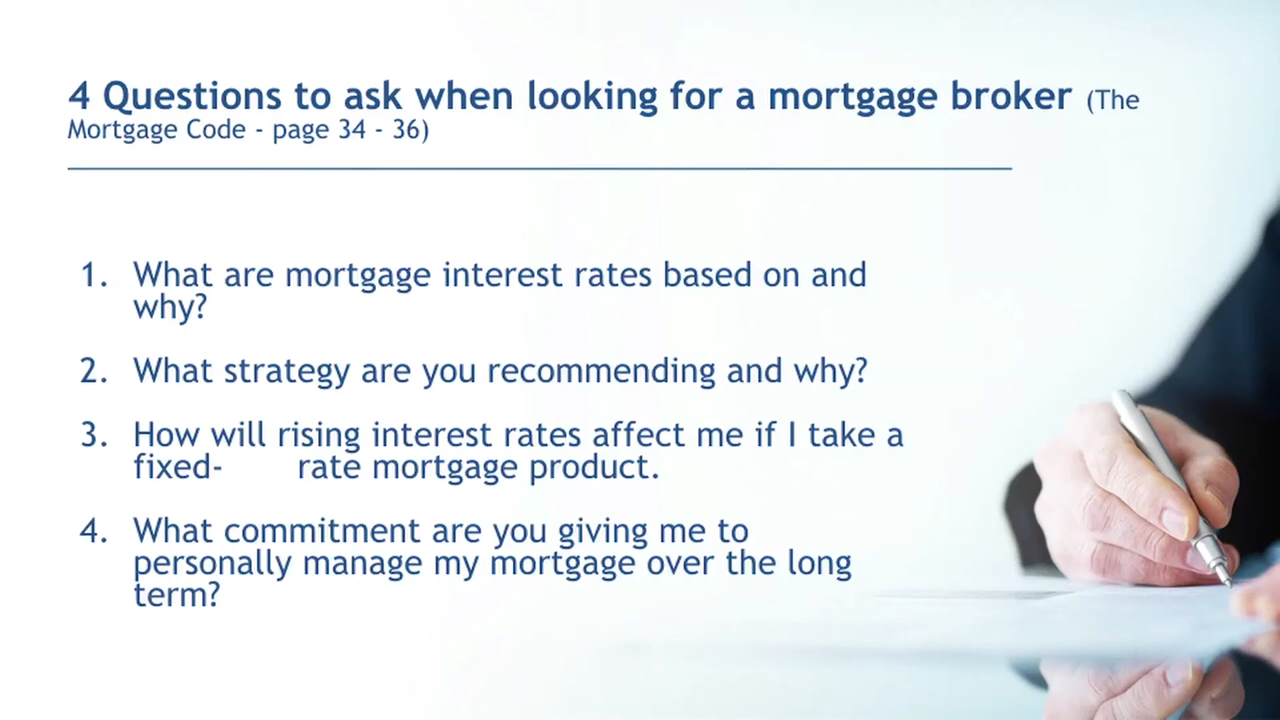 4 Questions to ask when looking for a mortgage broker (The
Mortgage Code - page 34 - 36)
1. What are mortgage interest rates based on and
why?
2. What strategy are you recommending and why?
3. How will rising interest rates affect me if I take a
fixed- rate mortgage product.
4. What commitment are you giving me to
personally manage my mortgage over the long
term?